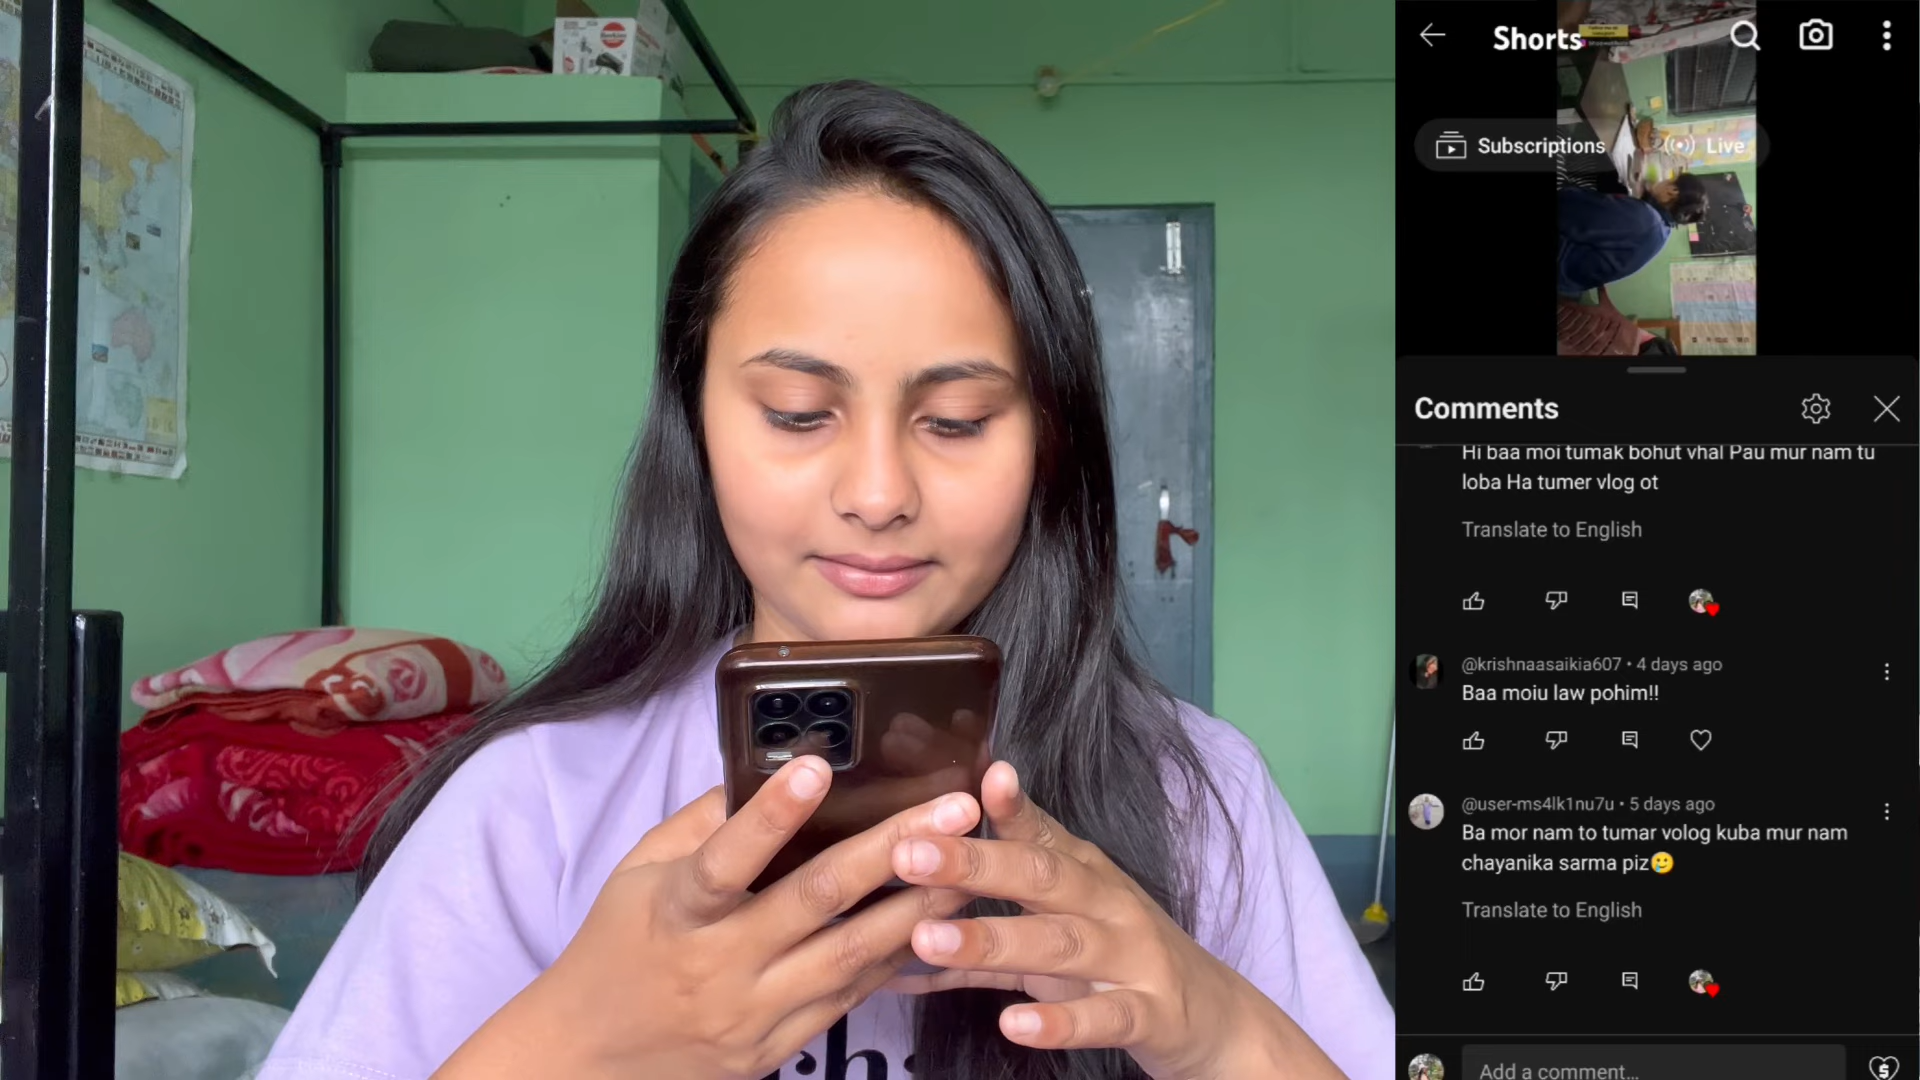 Shorts
Subscriptions
Live
Comments
Hi baa moi tumak bohut vhal Pau mur nam tu
loba Ha tumer vlog ot
Translate to English
@krishnaasaikia607 • 4 days ago
Baa moiu law pohim!!
@user-ms4lk1nu7u • 5 days ago
Ba mor nam to tumar volog kuba mur nam
chayanika sarma piz🥲
Translate to English
Add a comment...